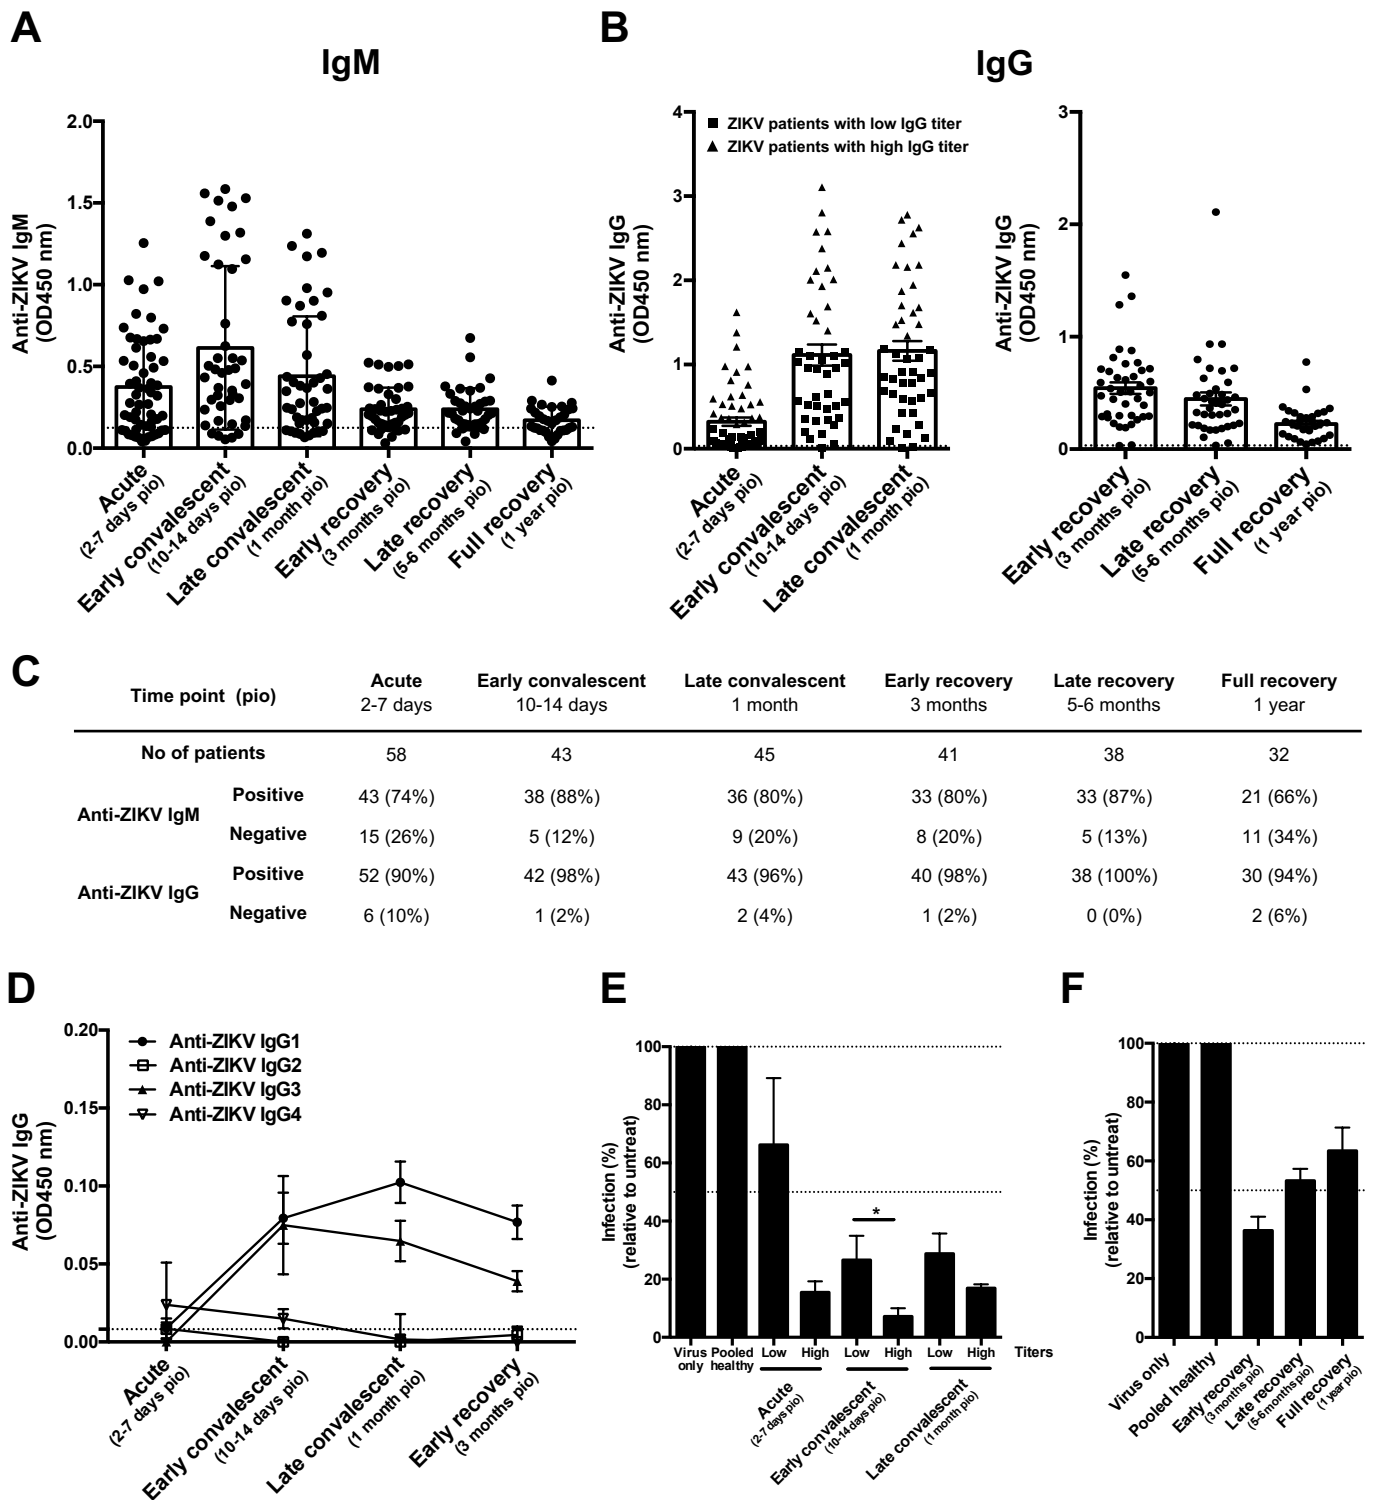 A
IgM
2.0
1.5
1.0
0.5
0.0
Anti-ZIKV IgM
(OD450 nm)
Acute
(2-7 days pio)
Early convalescent
(10-14 days pio)
Late convalescent
(1 month pio)
Early recovery
(3 months pio)
Late recovery
(5-6 months pio)
Full recovery
(1 year pio)
B
IgG
4
3
2
1
0
Anti-ZIKV IgG
(OD450 nm)
ZIKV patients with low IgG titer
ZIKV patients with high IgG titer
Acute
(2-7 days pio)
Early convalescent
(10-14 days pio)
Late convalescent
(1 month pio)
3
2
1
0
Anti-ZIKV IgG
(OD450 nm)
Early recovery
(3 months pio)
Late recovery
(5-6 months pio)
Full recovery
(1 year pio)
C
Time point (pio) Acute Early convalescent Late convalescent Early recovery Late recovery Full recovery
2-7 days 10-14 days 1 month 3 months 5-6 months 1 year
No of patients 58 43 45 41 38 32
Anti-ZIKV IgM
Positive 43 (74%) 38 (88%) 36 (80%) 33 (80%) 33 (87%) 21 (66%)
Negative 15 (26%) 5 (12%) 9 (20%) 8 (20%) 5 (13%) 11 (34%)
Anti-ZIKV IgG
Positive 52 (90%) 42 (98%) 43 (96%) 40 (98%) 38 (100%) 30 (94%)
Negative 6 (10%) 1 (2%) 2 (4%) 1 (2%) 0 (0%) 2 (6%)
D
0.20
0.15
0.10
0.05
0.00
Anti-ZIKV IgG
(OD450 nm)
Anti-ZIKV IgG1
Anti-ZIKV IgG2
Anti-ZIKV IgG3
Anti-ZIKV IgG4
Acute
(2-7 days pio)
Early convalescent
(10-14 days pio)
Late convalescent
(1 month pio)
Early recovery
(3 months pio)
E
100
80
60
40
20
0
Infection (%)
(relative to untreat)
*
Virus only
Pooled healthy
Low High Low High Low High Titers
Acute
(2-7 days pio)
Early convalescent
(10-14 days pio)
Late convalescent
(1 month pio)
F
100
80
60
40
20
0
Infection (%)
(relative to untreat)
Virus only
Pooled healthy
Early recovery
(3 months pio)
Late recovery
(5-6 months pio)
Full recovery
(1 year pio)